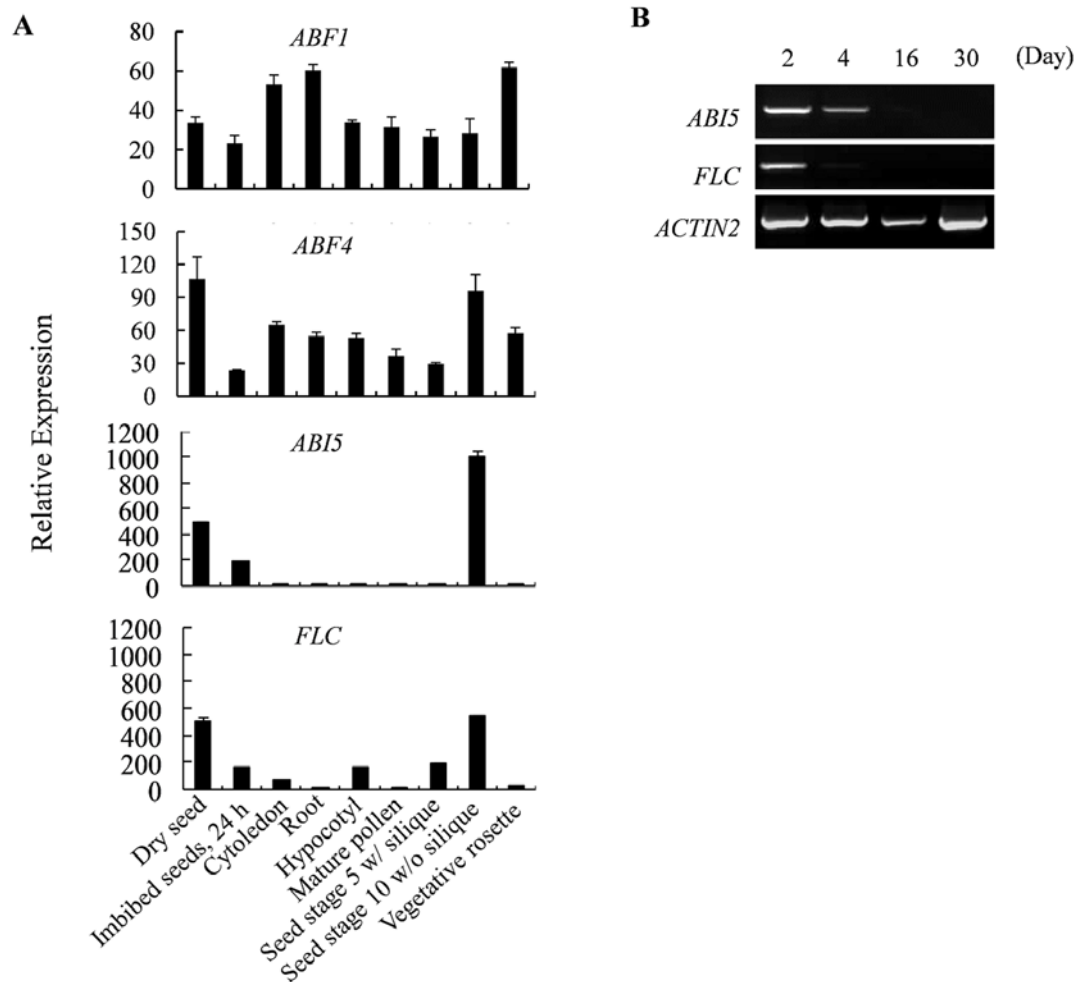 A
ABF1
80
60
40
20
0
ABF4
150
120
90
60
30
0
ABI5
1200
1000
800
600
400
200
0
FLC
1200
1000
800
600
400
200
0
Relative Expression
Dry seed
Imbibed seeds, 24 h
Cytoledon
Root
Hypocotyl
Mature pollen
Seed stage 5 w/ silique
Seed stage 10 w/o silique
Vegetative rosette
B
2 4 16 30 (Day)
ABI5
FLC
ACTIN2